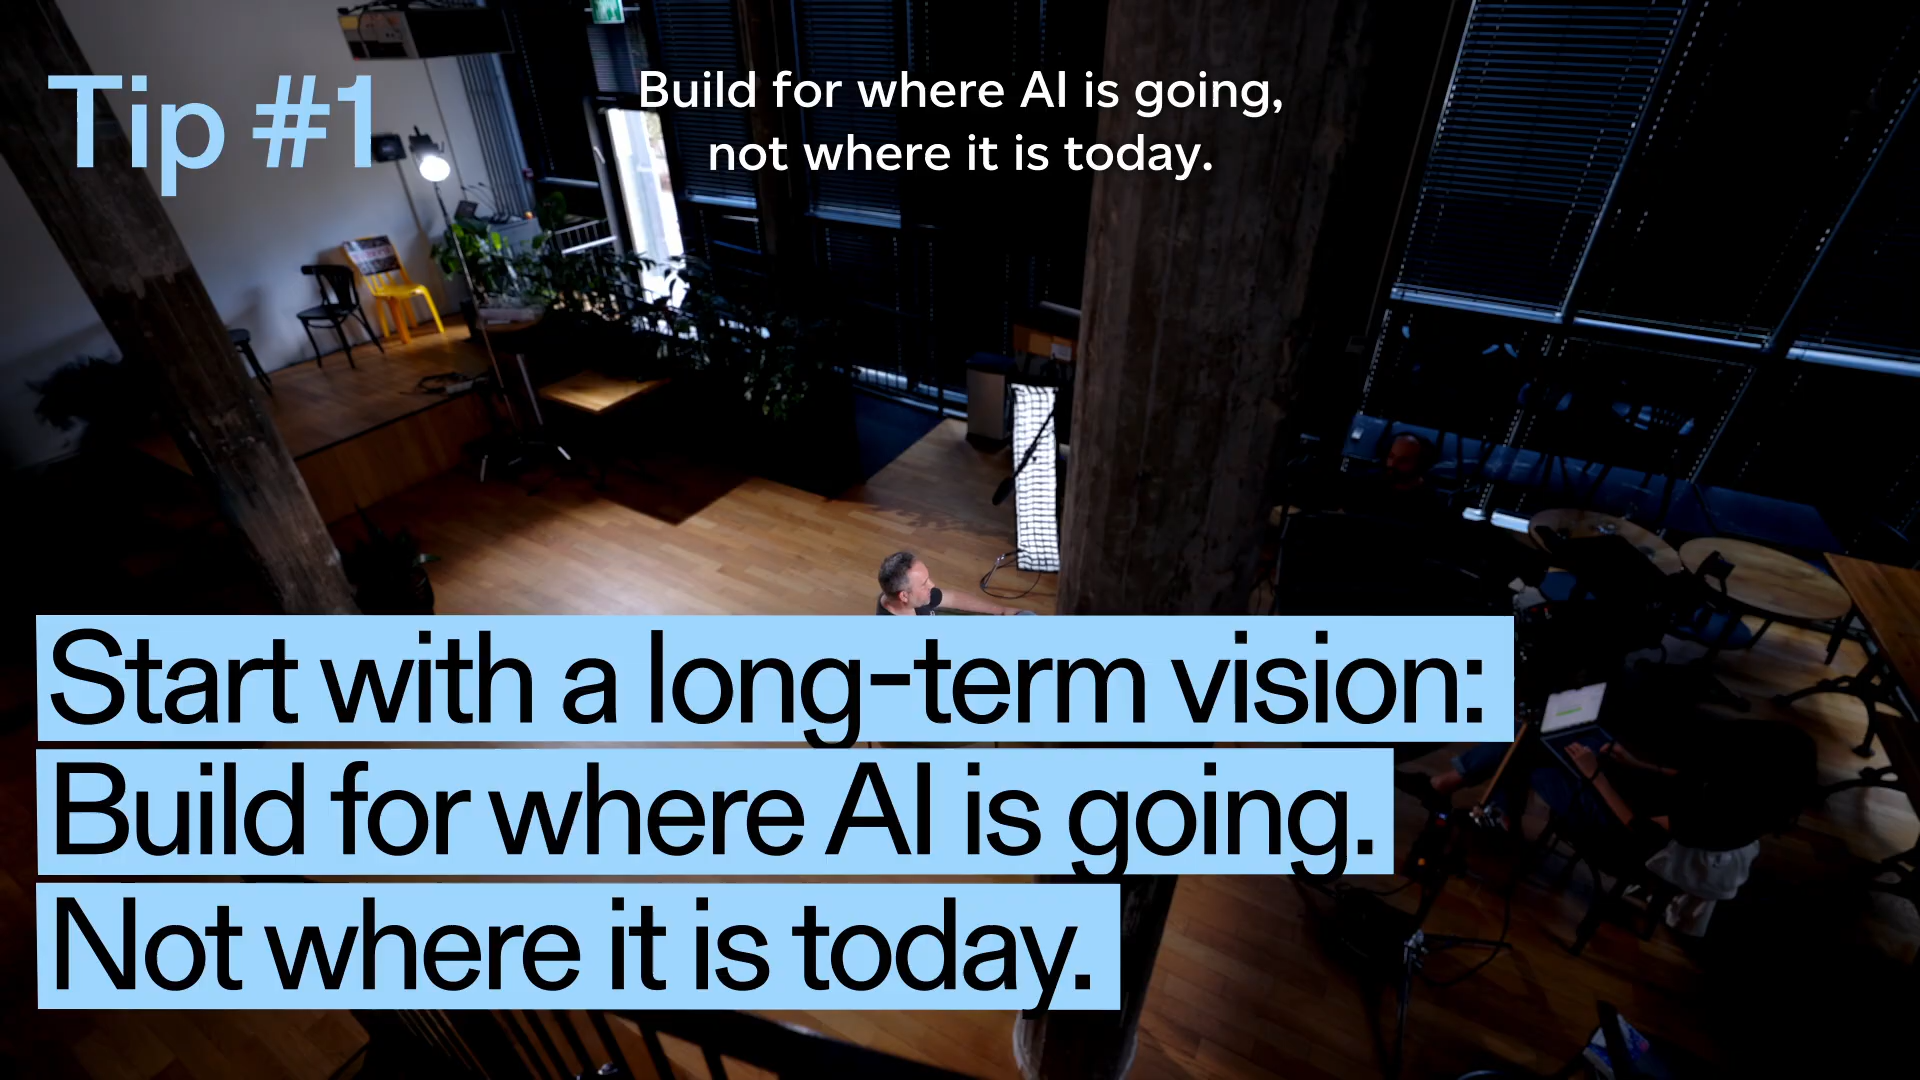 Tip #1
Build for where AI is going,
not where it is today.
Start with a long-term vision:
Build for where AI is going.
Not where it is today.